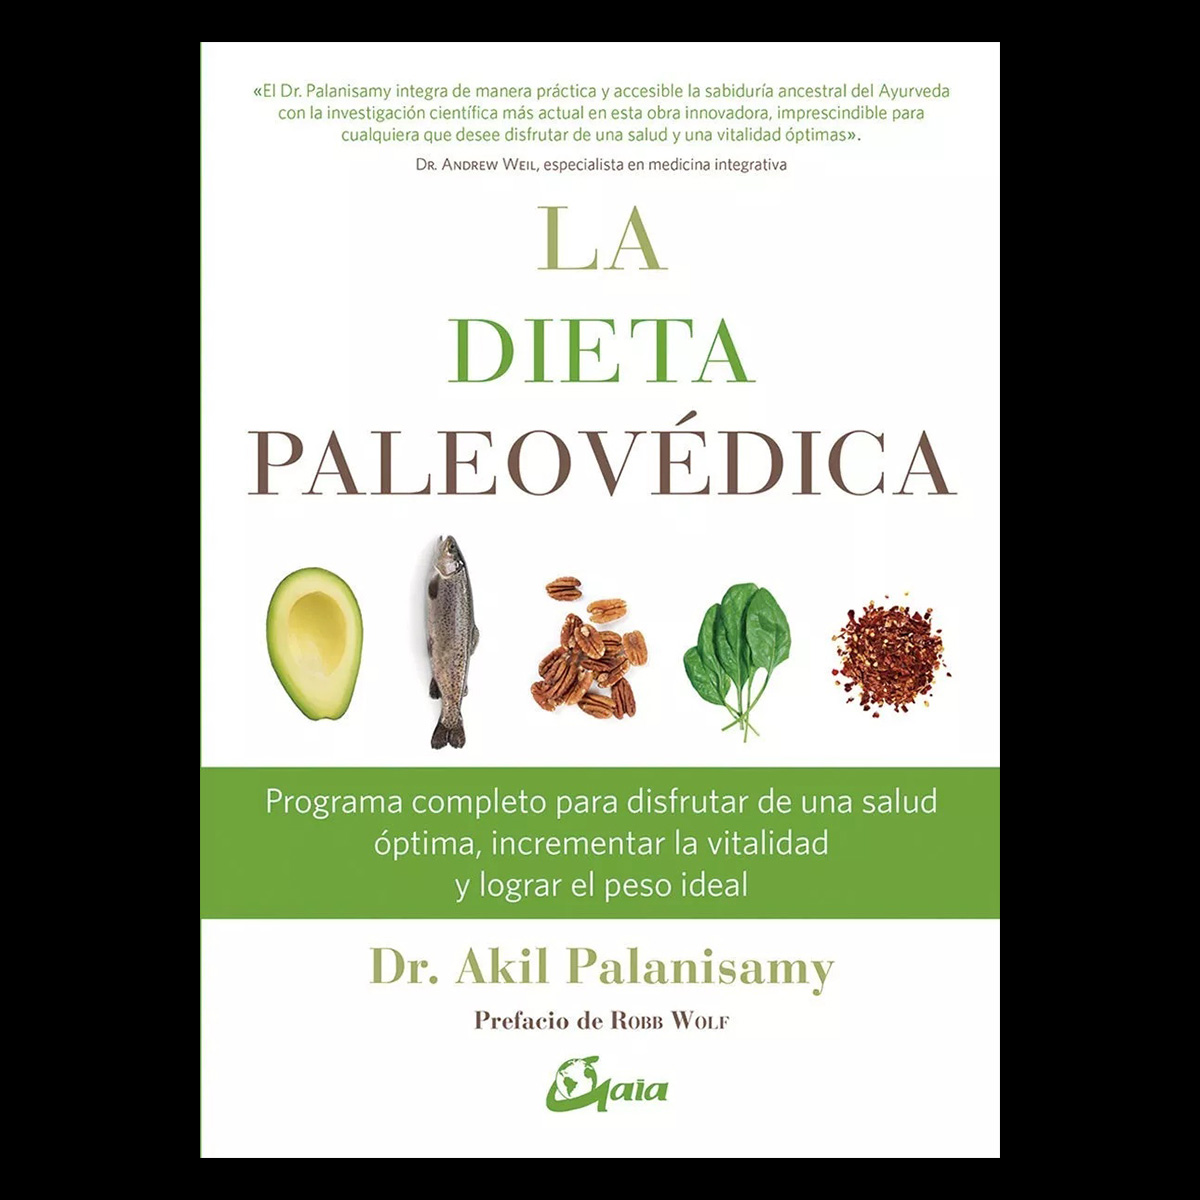 «El Dr. Palanisamy integra de manera práctica y accesible la sabiduría ancestral del Ayurveda
con la investigación científica más actual en esta obra innovadora, imprescindible para
cualquiera que desee disfrutar de una salud y una vitalidad óptimas».
Dr. Andrew Weil, especialista en medicina integrativa
LA
DIETA
PALEOVÉDICA
Programa completo para disfrutar de una salud
óptima, incrementar la vitalidad
y lograr el peso ideal
Dr. Akil Palanisamy
Prefacio de Robb Wolf
Gaia